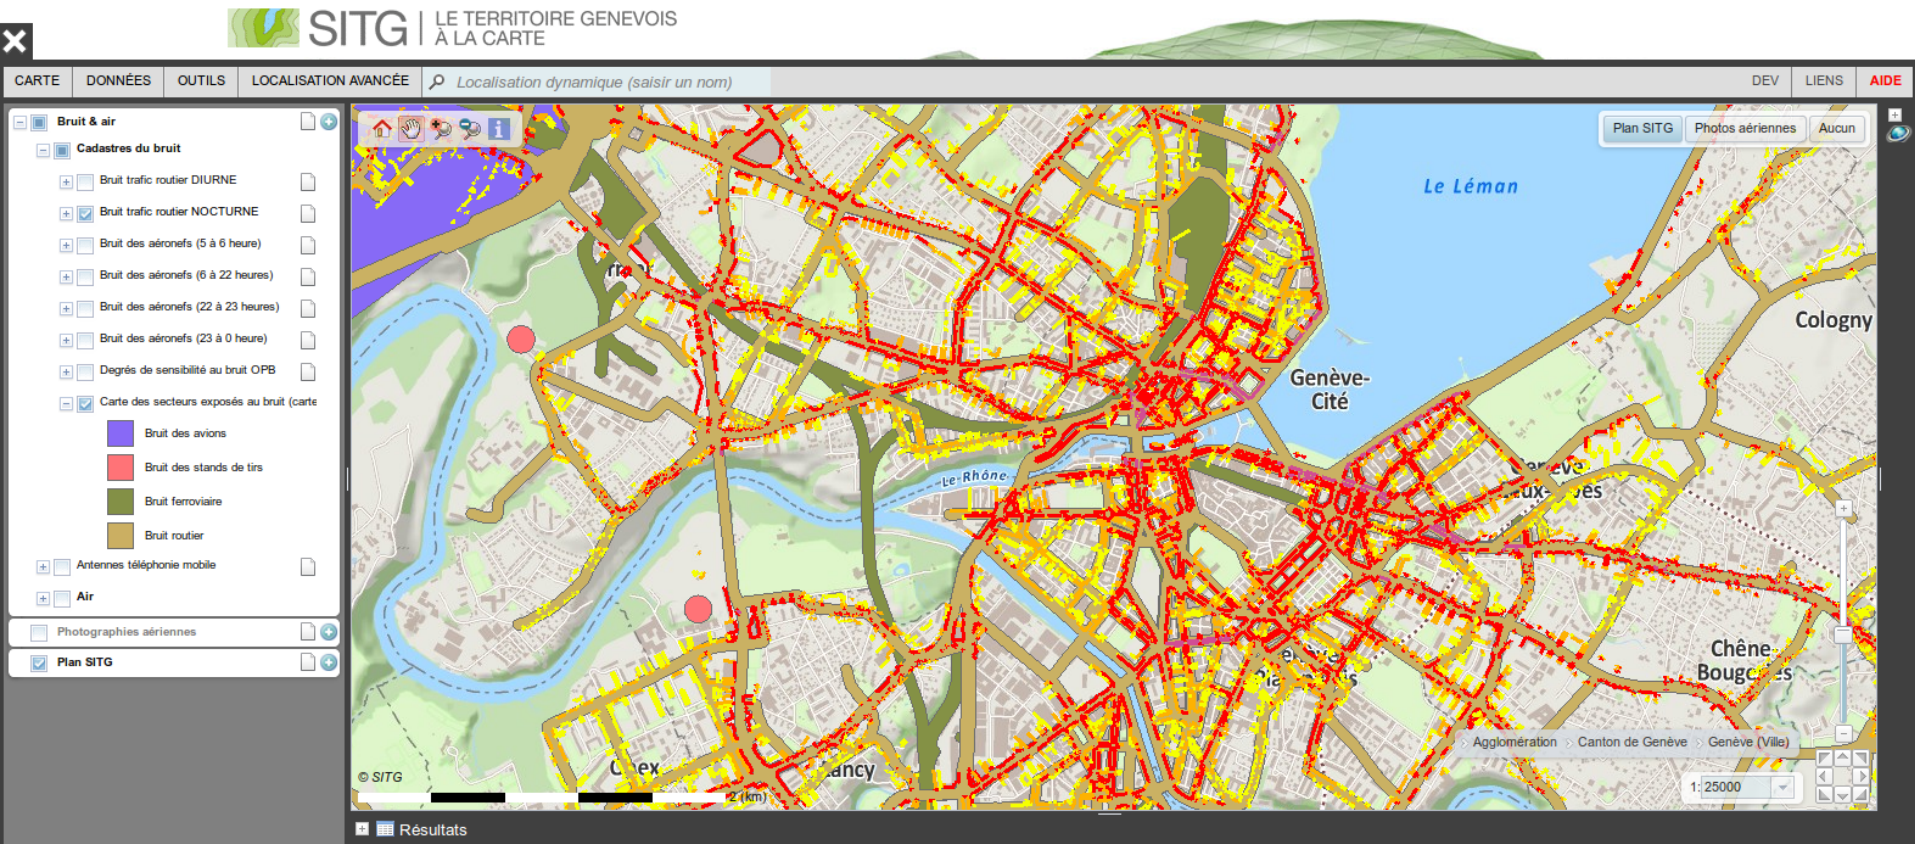 SITG
LE TERRITOIRE GENEVOIS
À LA CARTE
CARTE
DONNÉES
OUTILS
LOCALISATION AVANCÉE
Localisation dynamique (saisir un nom)
DEV
LIENS
AIDE
Bruit & air
Cadastres du bruit
Bruit trafic routier DIURNE
Bruit trafic routier NOCTURNE
Bruit des aéronefs (5 à 6 heure)
Bruit des aéronefs (6 à 22 heures)
Bruit des aéronefs (22 à 23 heures)
Bruit des aéronefs (23 à 0 heure)
Degrés de sensibilité au bruit OPB
Carte des secteurs exposés au bruit (carte
Bruit des avions
Bruit des stands de tirs
Bruit ferroviaire
Bruit routier
Antennes téléphonie mobile
Air
Photographies aériennes
Plan SITG
Plan SITG
Photos aériennes
Aucun
Le Léman
Cologny
Genève-
Cité
Le Rhône
Chêne-
Agglomération
Canton de Genève
Genève (Ville)
© SITG
2 (km)
1: 25000
Résultats